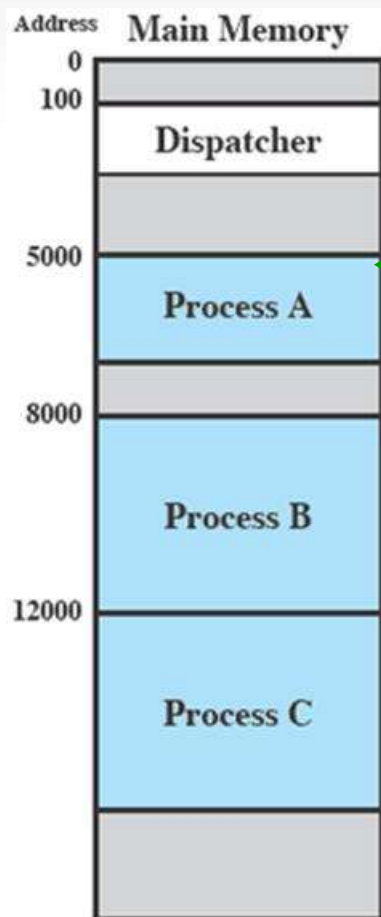 Address Main Memory
0
100
Dispatcher
5000
Process A
8000
Process B
12000
Process C